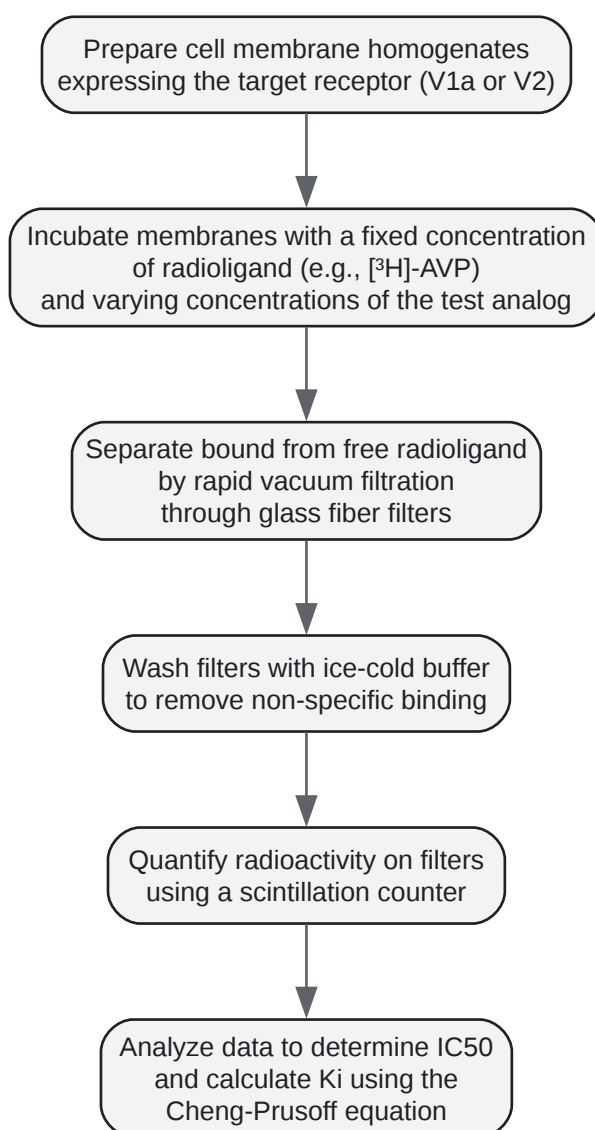 Prepare cell membrane homogenates
expressing the target receptor (V1a or V2)
Incubate membranes with a fixed concentration
of radioligand (e.g., [³H]-AVP)
and varying concentrations of the test analog
Separate bound from free radioligand
by rapid vacuum filtration
through glass fiber filters
Wash filters with ice-cold buffer
to remove non-specific binding
Quantify radioactivity on filters
using a scintillation counter
Analyze data to determine IC50
and calculate Ki using the
Cheng-Prusoff equation